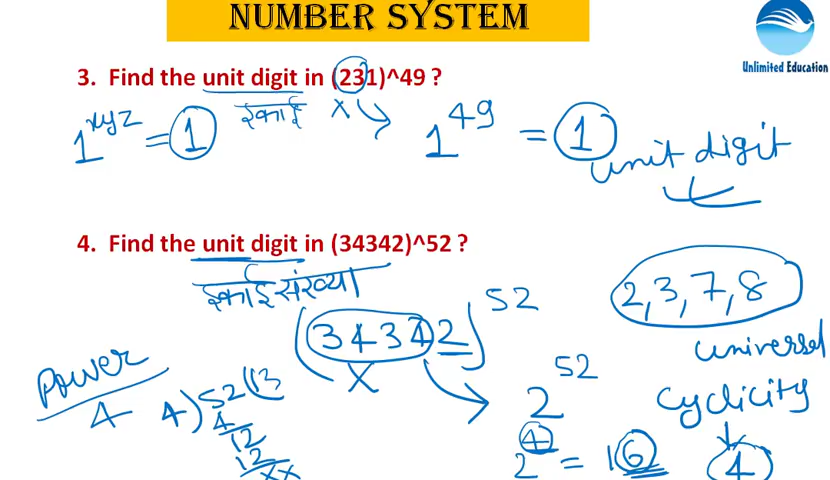 NUMBER SYSTEM
Unlimited Education
3. Find the unit digit in (231)^49 ?
इकाई
X
1^xyz = 1
1^49 = 1
unit digit
4. Find the unit digit in (34342)^52 ?
इकाई संख्या
(34342)^52
X
2, 3, 7, 8
universal
cyclicity
4
Power
4
4) 52 (13
4
12
12
xx
2^52
2^4 = 16